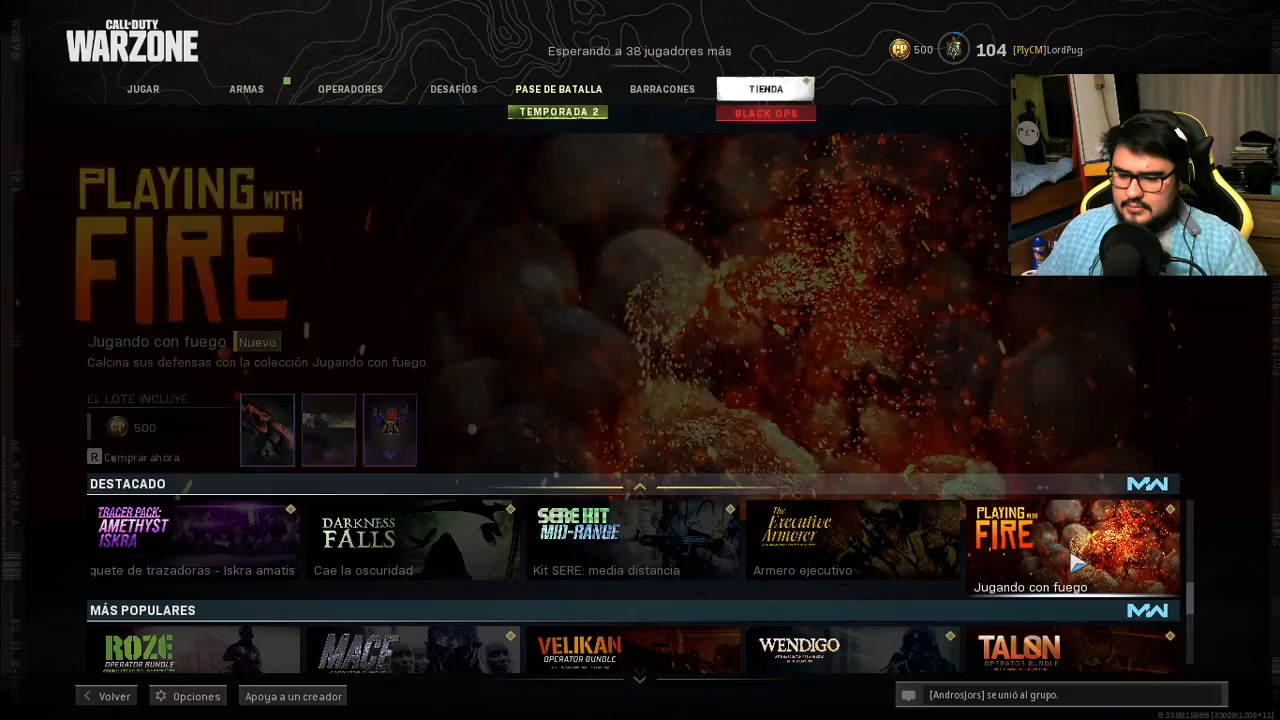 CALL OF DUTY
WARZONE
Esperando a 38 jugadores más
CP 500
104 [PlyCM]LordPug
JUGAR ARMAS OPERADORES DESAFÍOS PASE DE BATALLA BARRACONES TIENDA
TEMPORADA 2 BLACK OPS
PLAYING WITH
FIRE
Jugando con fuego Nuevo
Calcina sus defensas con la colección Jugando con fuego.
EL LOTE INCLUYE
CP 500
R Comprar ahora
DESTACADO MW
TRACER PACK:
AMETHYST
ISKRA
quete de trazadoras - Iskra amatis
DARKNESS
FALLS
Cae la oscuridad
SERE KIT
MID-RANGE
Kit SERE: media distancia
The
Executive
Armorer
Armero ejecutivo
PLAYING WITH
FIRE
Jugando con fuego
MÁS POPULARES MW
ROZE
OPERATOR BUNDLE
MACE
VELIKAN
OPERATOR BUNDLE
WENDIGO
TALON
OPERATOR BUNDLE
Volver Opciones Apoya a un creador
[Androsjors] se unió al grupo.